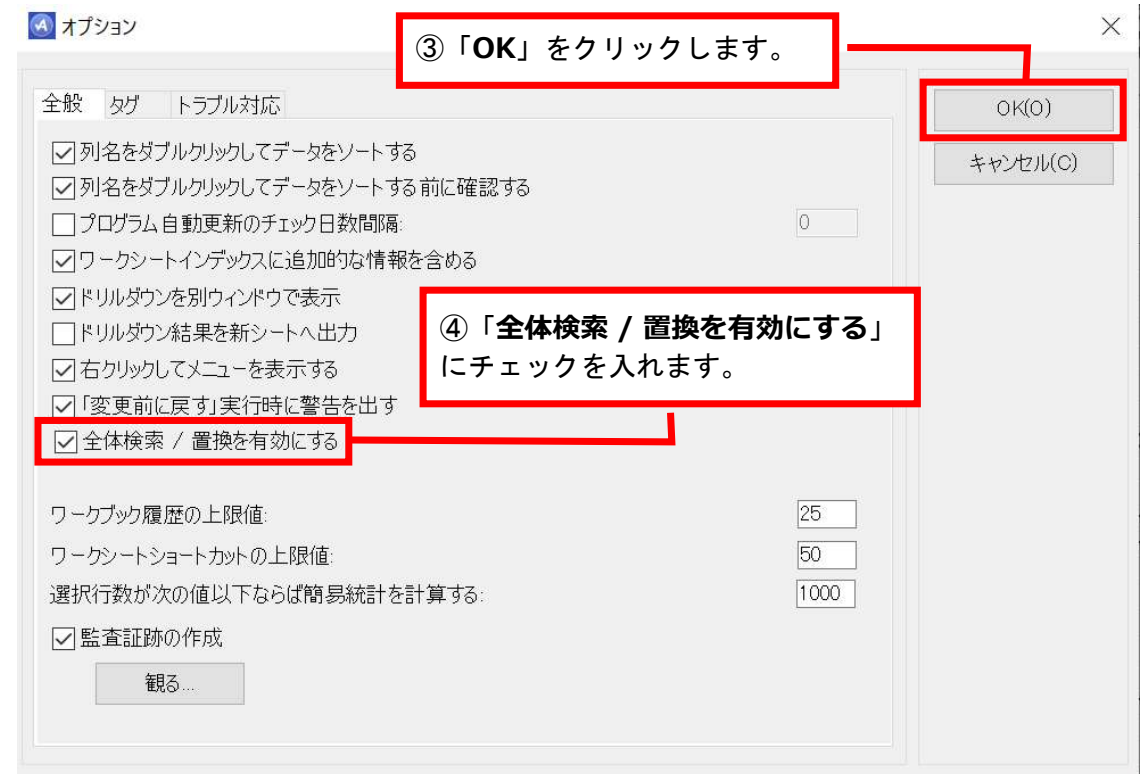 オプション
③「OK」をクリックします。
全般 タグ トラブル対応
OK(O)
キャンセル(C)
列名をダブルクリックしてデータをソートする
列名をダブルクリックしてデータをソートする前に確認する
プログラム自動更新のチェック日数間隔: 0
ワークシートインデックスに追加的な情報を含める
ドリルダウンを別ウィンドウで表示
ドリルダウン結果を新シートへ出力
右クリックしてメニューを表示する
「変更前に戻す」実行時に警告を出す
全体検索 / 置換を有効にする
④「全体検索 / 置換を有効にする」
にチェックを入れます。
ワークブック履歴の上限値: 25
ワークシートショートカットの上限値: 50
選択行数が次の値以下ならば簡易統計を計算する: 1000
監査証跡の作成
観る...